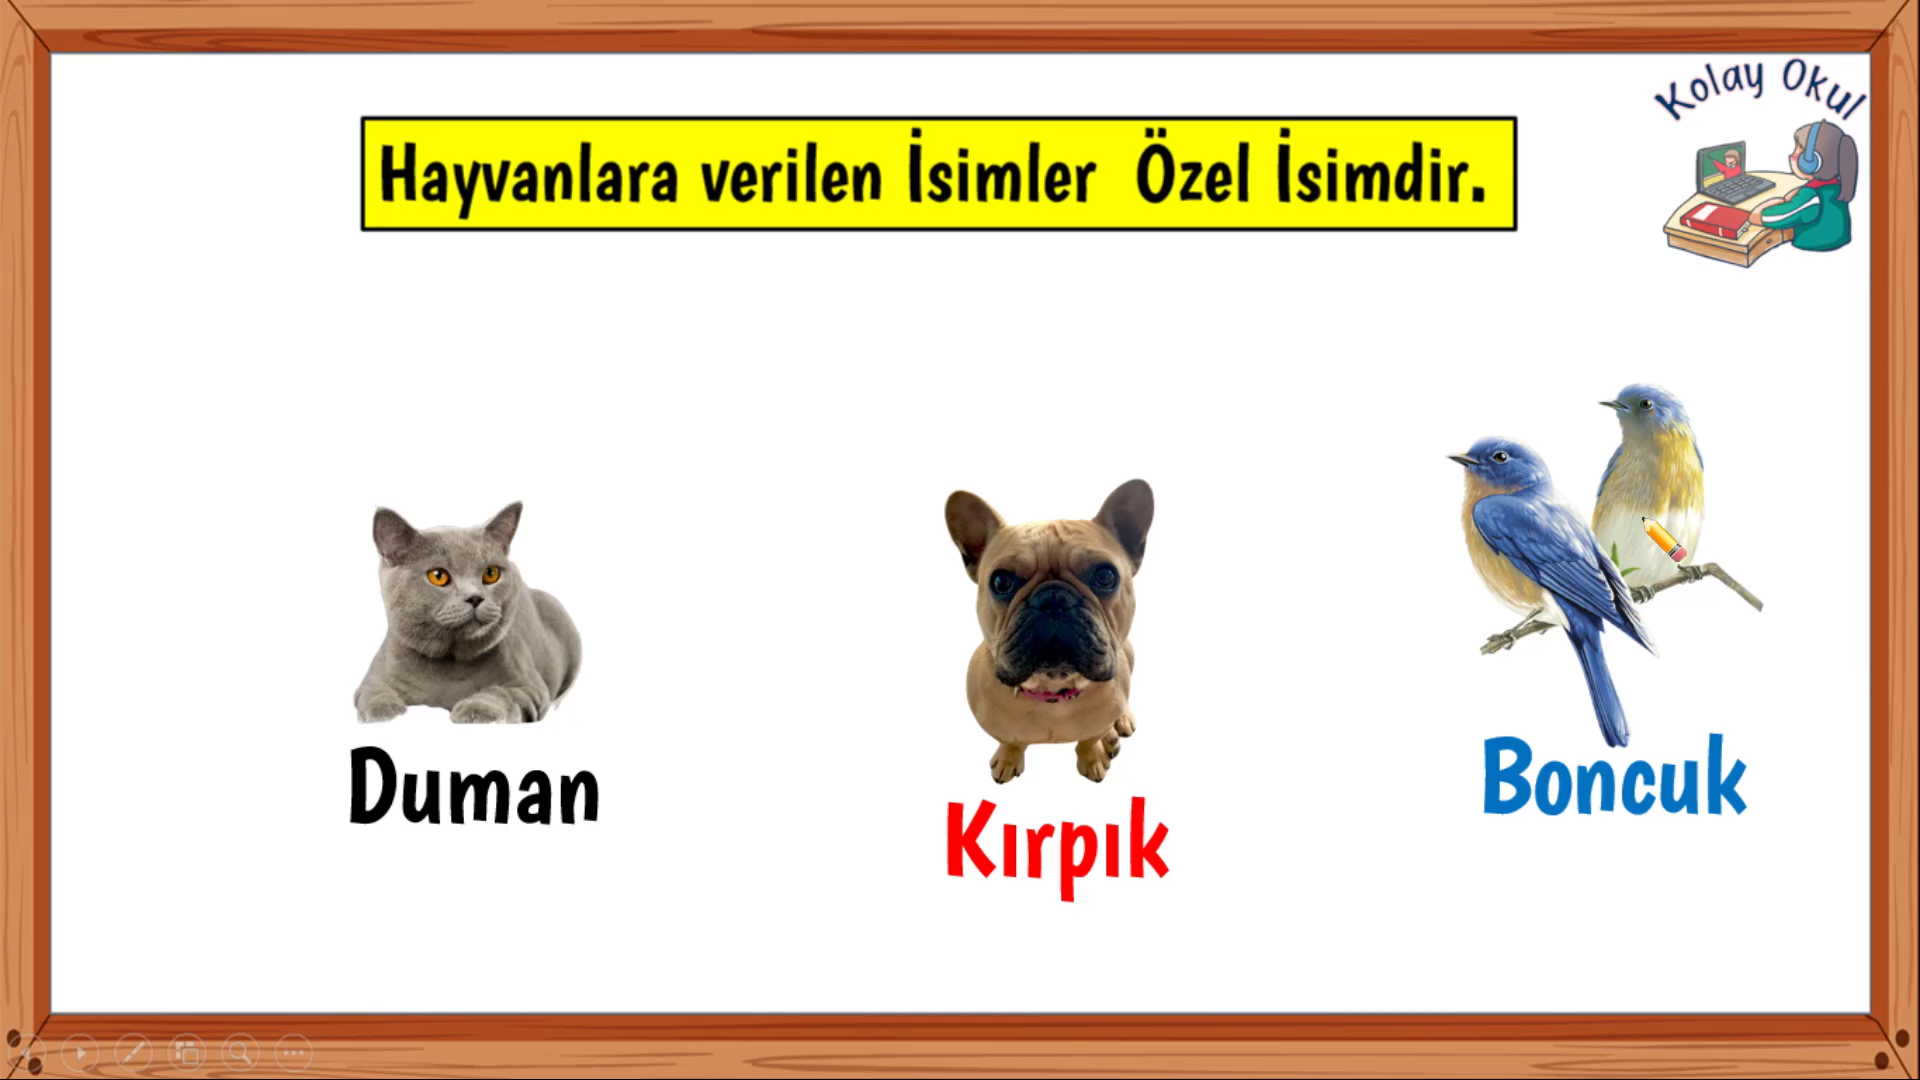 Kolay Okul
Hayvanlara verilen İsimler Özel İsimdir.
Duman
Kırpık
Boncuk